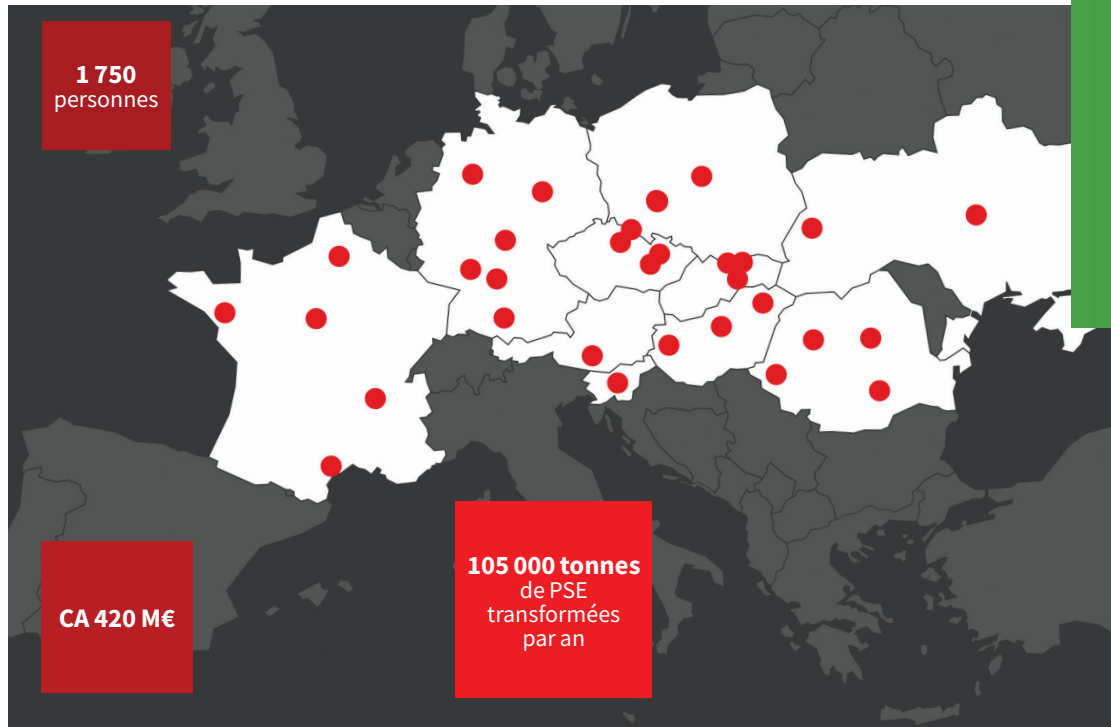 1 750
personnes
CA 420 M€
105 000 tonnes
de PSE
transformées
par an